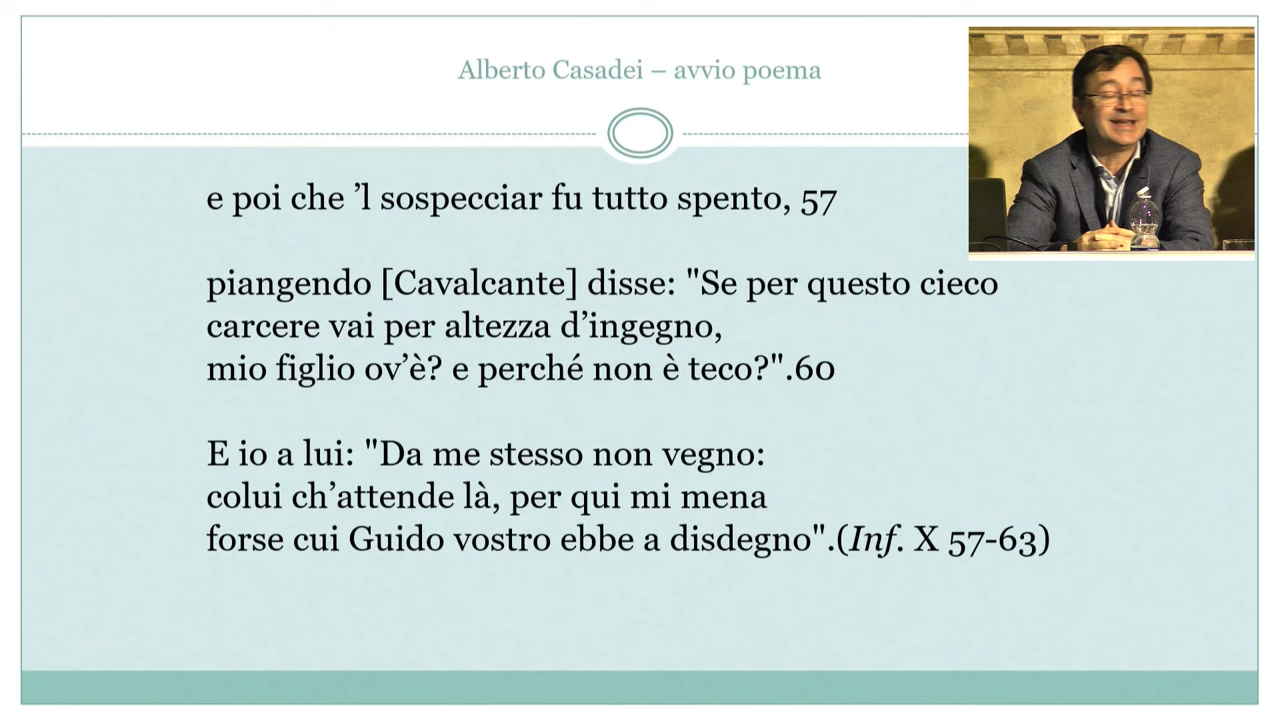 Alberto Casadei – avvio poema
e poi che ’l sospecciar fu tutto spento, 57
piangendo [Cavalcante] disse: "Se per questo cieco
carcere vai per altezza d’ingegno,
mio figlio ov’è? e perché non è teco?".60
E io a lui: "Da me stesso non vegno:
colui ch’attende là, per qui mi mena
forse cui Guido vostro ebbe a disdegno".(Inf. X 57-63)